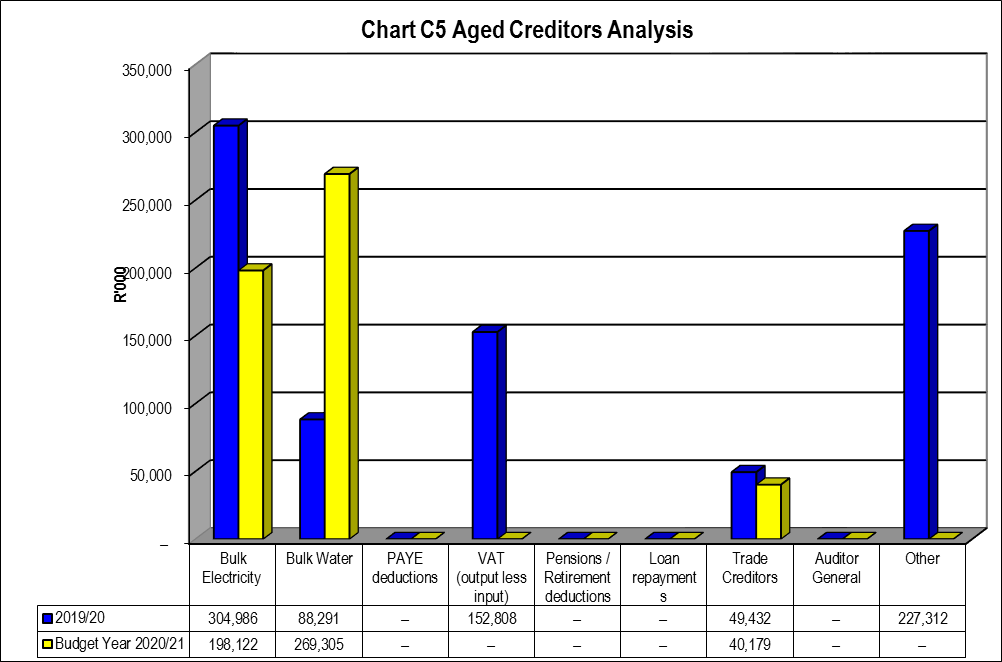 Chart C5 Aged Creditors Analysis
350,000
300,000
250,000
200,000
150,000
100,000
50,000
–
R'000
Bulk Electricity
Bulk Water
PAYE deductions
VAT (output less input)
Pensions / Retirement deductions
Loan repayment s
Trade Creditors
Auditor General
Other
2019/20 304,986 88,291 – 152,808 – – 49,432 – 227,312
Budget Year 2020/21 198,122 269,305 – – – – 40,179 – –